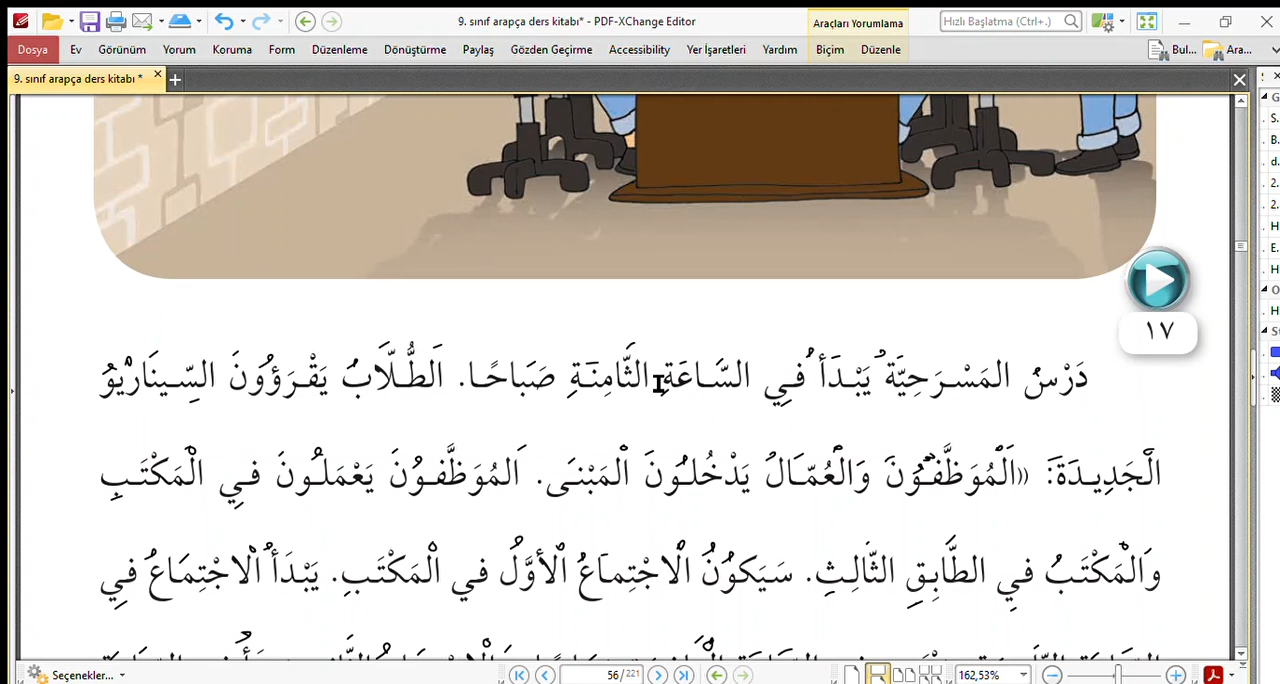 9. sınıf arapça ders kitabı* - PDF-XChange Editor
Araçları Yorumlama
Hızlı Başlatma (Ctrl+.)
Dosya Ev Görünüm Yorum Koruma Form Düzenleme Dönüştürme Paylaş Gözden Geçirme Accessibility Yer İşaretleri Yardım Biçim Düzenle Bul... Ara...
9. sınıf arapça ders kitabı *
١٧
دَرْسُ المَسْرَحِيَّةِ يَبْدَأُ فِي السَّاعَةِ الثَّامِنَةِ صَبَاحًا. اَلطُّلَّابُ يَقْرَؤُونَ السِّينَارْيُو
الْجَدِيدَةَ: «اَلْمُوَظَّفُونَ وَالْعُمَّالُ يَدْخُلُونَ الْمَبْنَى. اَلمُوَظَّفُونَ يَعْمَلُونَ فِي الْمَكْتَبِ
وَالْمَكْتَبُ فِي الطَّابِقِ الثَّالِثِ. سَيَكُونُ الْاجْتِمَاعُ الْأَوَّلُ فِي الْمَكْتَبِ. يَبْدَأُ الْاجْتِمَاعُ فِي
Seçenekler...
56 /221
162,53%